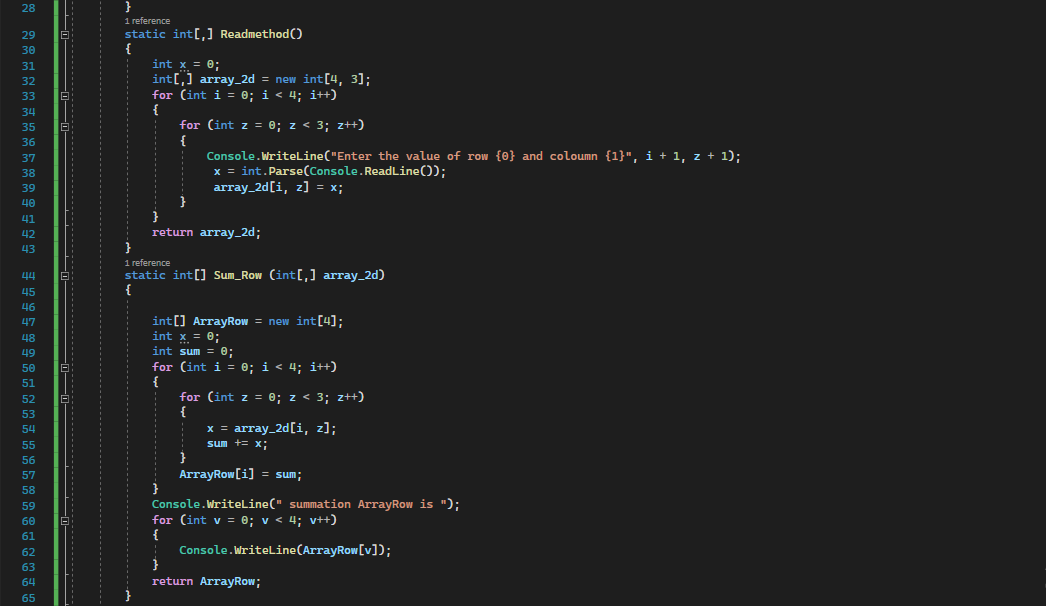 28 }
1 reference
29 static int[,] Readmethod()
30 {
31 int x = 0;
32 int[,] array_2d = new int[4, 3];
33 for (int i = 0; i < 4; i++)
34 {
35 for (int z = 0; z < 3; z++)
36 {
37 Console.WriteLine("Enter the value of row {0} and coloumn {1}", i + 1, z + 1);
38 x = int.Parse(Console.ReadLine());
39 array_2d[i, z] = x;
40 }
41 }
42 return array_2d;
43 }
1 reference
44 static int[] Sum_Row (int[,] array_2d)
45 {
46
47 int[] ArrayRow = new int[4];
48 int x = 0;
49 int sum = 0;
50 for (int i = 0; i < 4; i++)
51 {
52 for (int z = 0; z < 3; z++)
53 {
54 x = array_2d[i, z];
55 sum += x;
56 }
57 ArrayRow[i] = sum;
58 }
59 Console.WriteLine(" summation ArrayRow is ");
60 for (int v = 0; v < 4; v++)
61 {
62 Console.WriteLine(ArrayRow[v]);
63 }
64 return ArrayRow;
65 }